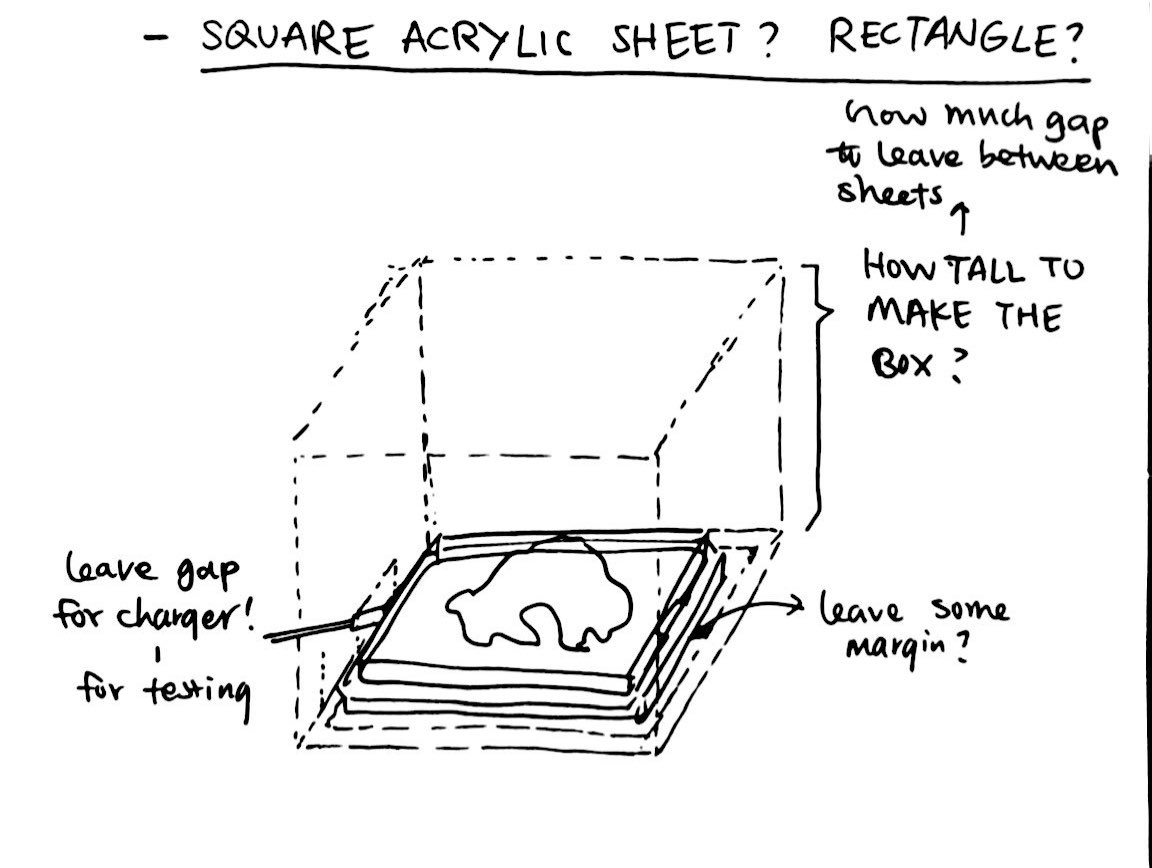 - SQUARE ACRYLIC SHEET? RECTANGLE?
how much gap
to leave between
sheets
HOW TALL TO
MAKE THE
BOX?
leave gap
for charger!
for testing
leave some
margin?